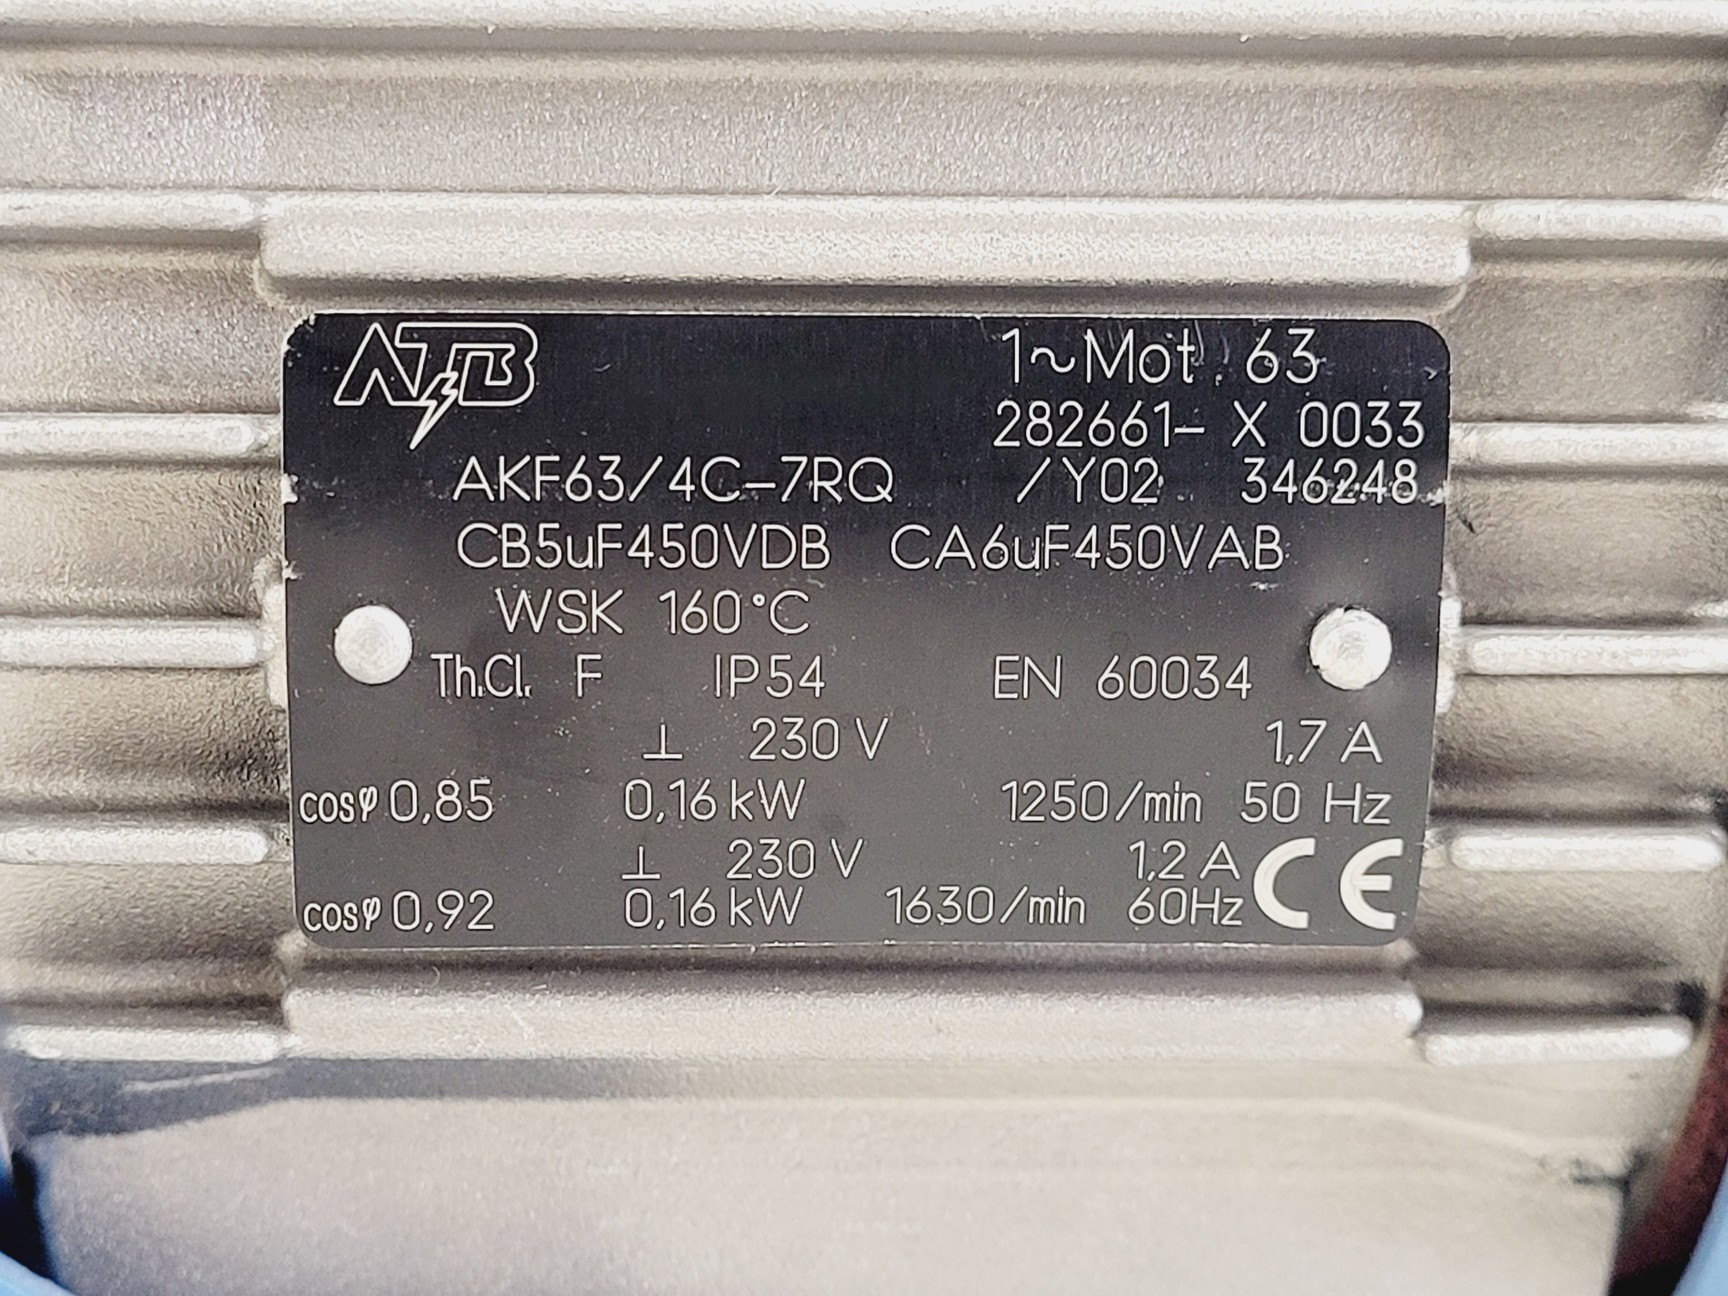 ATB 1~Mot. 63
282661- X 0033
AKF63/4C-7RQ /Y02 346248
CB5uF450VDB CA6uF450VAB
WSK 160°C
Th.Cl. F IP54 EN 60034
⊥ 230 V 1,7 A
cosφ 0,85 0,16 kW 1250/min 50 Hz
⊥ 230 V 1,2 A CE
cosφ 0,92 0,16 kW 1630/min 60Hz